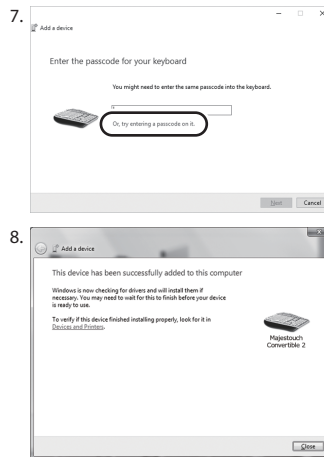 7.
Add a device
Enter the passcode for your keyboard
You might need to enter the same passcode into the keyboard.
Or, try entering a passcode on it.
Next Cancel
8.
Add a device
This device has been successfully added to this computer
Windows is now checking for drivers and will install them if
necessary. You may need to wait for this to finish before your device
is ready to use.
To verify if this device finished installing properly, look for it in
Devices and Printers.
Majestouch
Convertible 2
Close